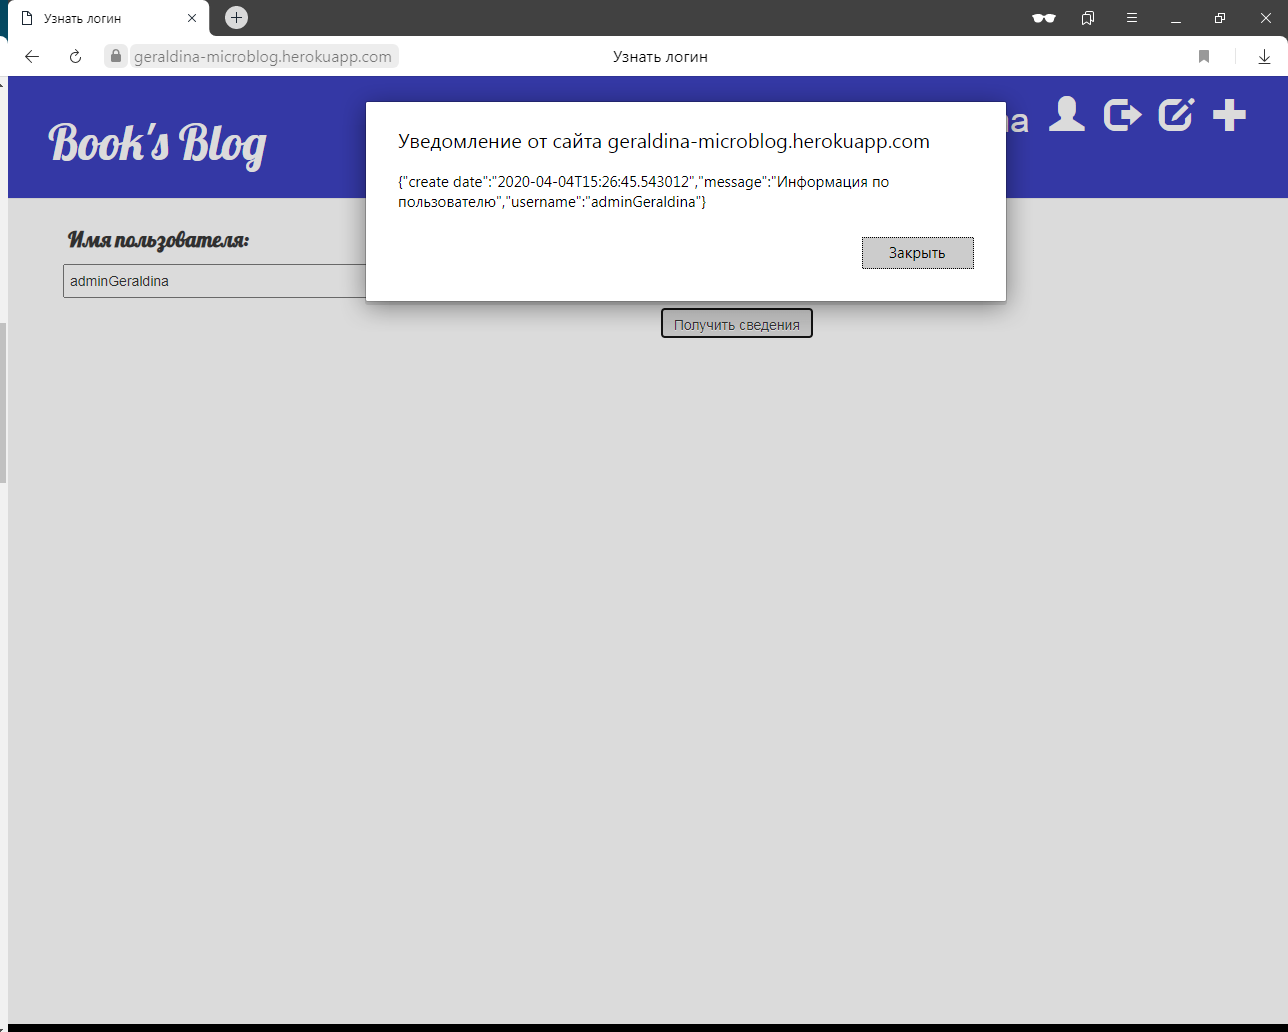 Узнать логин
geraldina-microblog.herokuapp.com
Узнать логин
Book's Blog
na
Уведомление от сайта geraldina-microblog.herokuapp.com
{"create date":"2020-04-04T15:26:45.543012","message":"Информация по
пользователю","username":"adminGeraldina"}
Закрыть
Имя пользователя:
adminGeraldina
Получить сведения